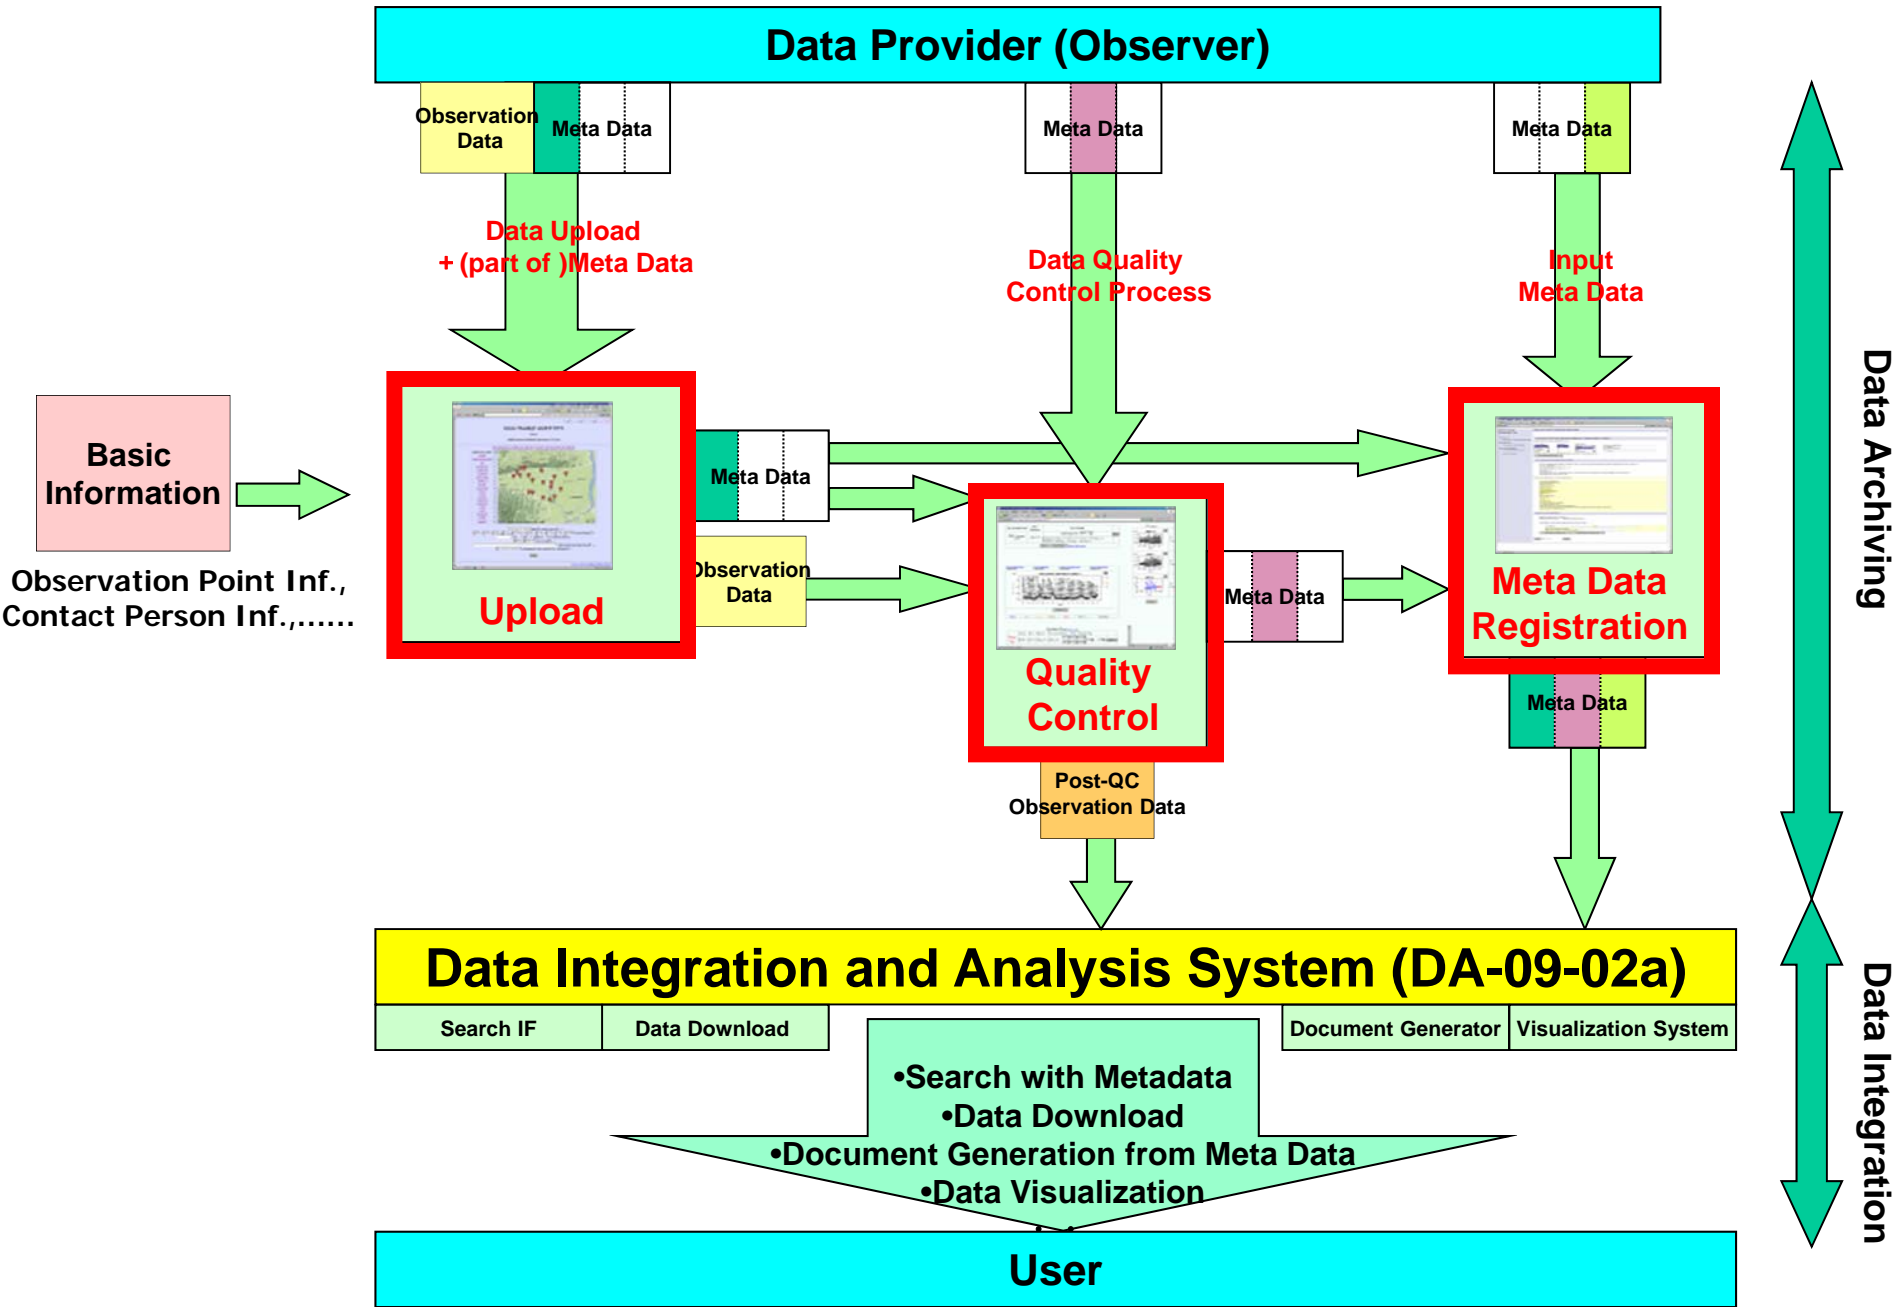 Data Provider (Observer)
Observation
Data
Meta Data
Meta Data
Meta Data
Data Upload
+ (part of )Meta Data
Data Quality
Control Process
Input
Meta Data
Basic
Information
Observation Point Inf.,
Contact Person Inf.,......
Upload
Meta Data
Observation
Data
Quality
Control
Meta Data
Meta Data
Registration
Meta Data
Post-QC
Observation Data
Data Archiving
Data Integration and Analysis System (DA-09-02a)
Search IF
Data Download
Document Generator
Visualization System
•Search with Metadata
•Data Download
•Document Generation from Meta Data
•Data Visualization
Data Integration
User